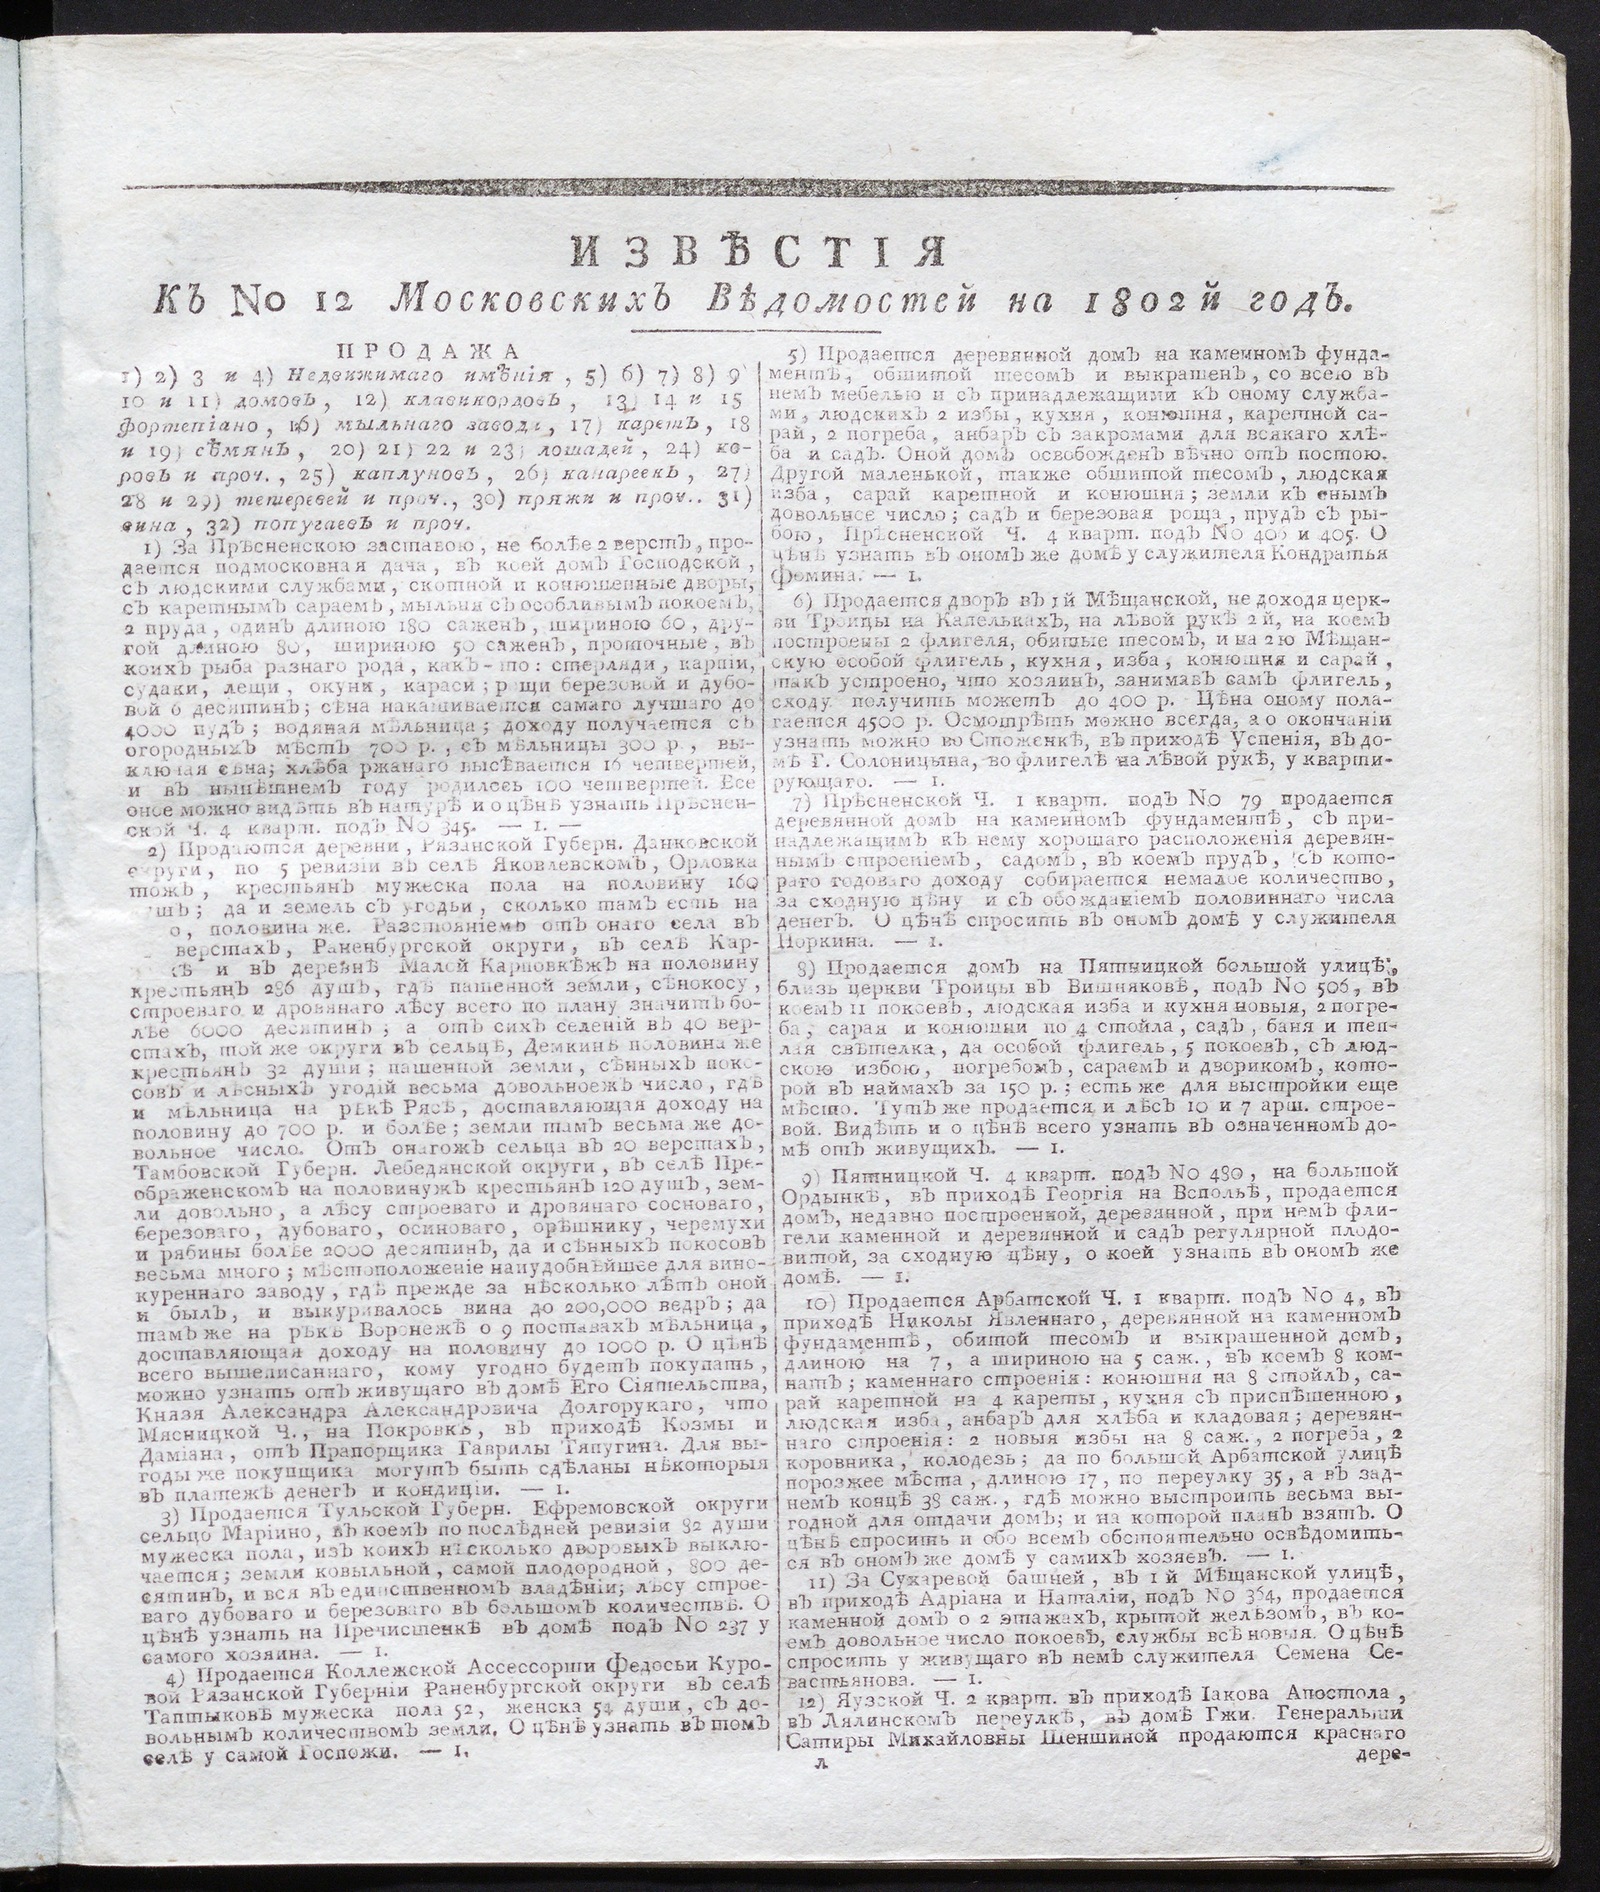 ИЗВѢСТІЯ
Къ No 12 Московскихъ Вѣдомостей на 1802й годъ.
ПРОДАЖА
1) 2) 3 и 4) Недвижимаго имѣнія, 5) 6) 7) 8) 9
10 и 11) домовъ, 12) клавикордовъ, 13) 14 и 15
фортепіано, 16) мыльнаго завода, 17) каретъ, 18
и 19) сѣмянъ, 20) 21) 22 и 23) лошадей, 24) ко-
ровъ и проч., 25) каплуновъ, 26) канареекъ, 27)
28 и 29) тетеревей и проч., 30) пряжи и проч.. 31)
вина, 32) попугаевъ и проч.
1) За Прѣсненскою заставою, не болѣе 2 верстъ, про-
дается подмосковная дача, въ коей домъ Господской,
съ людскими службами, скотной и конюшенные дворы,
съ каретнымъ сараемъ, мыльня съ особливымъ покоемъ,
2 пруда, одинъ длиною 180 саженъ, шириною 60, дру-
гой длиною 80, шириною 50 саженъ, проточные, въ
коихъ рыба разнаго рода, какъ-то: стерляди, карпіи,
судаки, лещи, окуни, караси; рощи березовой и дубо-
вой 6 десятинъ; сѣна накашивается самаго лучшаго до
4000 пудъ; водяная мѣльница; доходу получается съ
огородныхъ мѣстъ 700 р., съ мѣльницы 300 р., вы-
ключая сѣна; хлѣба ржанаго высѣвается 16 четвертей,
и въ нынѣшнемъ году родилось 100 четвертей. Все
оное можно видѣть въ натурѣ и о цѣнѣ узнать Прѣснен-
ской Ч. 4 кварт. подъ No 345. — 1. —
2) Продаются деревни, Рязанской Губерн. Данковской
округи, по 5 ревизіи въ селѣ Яковлевскомъ, Орловка
тожъ, крестьянъ мужеска пола на половину 160
душъ; да и земель съ угодьи, сколько тамъ есть на
половина же. Разстояніемъ отъ онаго села въ
верстахъ, Раненбургской округи, въ селѣ Кар-
и въ деревнѣ Малой Карповкѣжъ на половину
крестьянъ 286 душъ, гдѣ пашенной земли, сѣнокосу,
строеваго и дровянаго лѣсу всего по плану значитъ бо-
лѣе 6000 десятинъ; а отъ сихъ селеній въ 40 вер-
стахъ, той же округи въ сельцѣ, Демкинѣ половина же
крестьянъ 32 души; пашенной земли, сѣнныхъ поко-
совъ и лѣсныхъ угодій весьма довольноежъ число, гдѣ
и мѣльница на рѣкѣ Рясѣ, доставляющая доходу на
половину до 700 р. и болѣе; земли тамъ весьма же до-
вольное число. Отъ онагожъ сельца въ 20 верстахъ,
Тамбовской Губерн. Лебедянской округи, въ селѣ Пре-
ображенскомъ на половинужъ крестьянъ 120 душъ, зем-
ли довольно, а лѣсу строеваго и дровянаго сосноваго,
березоваго, дубоваго, осиноваго, орѣшнику, черемухи
и рябины болѣе 2000 десятинъ, да и сѣнныхъ покосовъ
весьма много; мѣстоположеніе наиудобнѣйшее для вино-
куреннаго заводу, гдѣ прежде за нѣсколько лѣтъ оной
и былъ, и выкуривалось вина до 200,000 ведръ; да
тамъ же на рѣкѣ Воронежѣ о 9 поставахъ мѣльница,
доставляющая доходу на половину до 1000 р. О цѣнѣ
всего вышеписаннаго, кому угодно будетъ покупать,
можно узнать отъ живущаго въ домѣ Его Сіятельства,
Князя Александра Александровича Долгорукаго, что
Мясницкой Ч., на Покровкѣ, въ приходѣ Козмы и
Даміана, отъ Прапорщика Гаврилы Тяпугина. Для вы-
годы же покупщика могутъ быть сдѣланы нѣкоторыя
въ платежѣ денегъ и кондиціи. — 1.
3) Продается Тульской Губерн. Ефремовской округи
сельцо Маріино, въ коемъ по послѣдней ревизіи 82 души
мужеска пола, изъ коихъ нѣсколько дворовыхъ выклю-
чается; земли ковыльной, самой плодородной, 800 де-
сятинъ, и вся въ единственномъ владѣніи; лѣсу строе-
ваго дубоваго и березоваго въ большомъ количествѣ. О
цѣнѣ узнать на Пречистенкѣ въ домѣ подъ No 237 у
самого хозяина. — 1.
4) Продается Коллежской Ассессорши Федосьи Куро-
вой Рязанской Губерніи Раненбургской округи въ селѣ
Таптыковѣ мужеска пола 52, женска 54 души, съ до-
вольнымъ количествомъ земли. О цѣнѣ узнать въ томъ
селѣ у самой Госпожи. — 1.
5) Продается деревянной домъ на каменномъ фунда-
ментѣ, обшитой тесомъ и выкрашенъ, со всею въ
немъ мебелью и съ принадлежащими къ оному служба-
ми, людскихъ 2 избы, кухня, конюшня, каретной са-
рай, 2 погреба, анбаръ съ закромами для всякаго хлѣ-
ба и садъ. Оной домъ освобожденъ вѣчно отъ постою.
Другой маленькой, также обшитой тесомъ, людская
изба, сарай каретной и конюшня; земли къ онымъ
довольное число; садъ и березовая роща, прудъ съ ры-
бою, Прѣсненской Ч. 4 кварт. подъ No 405 и 405. О
цѣнѣ узнать въ ономъ же домѣ у служителя Кондратья
Фомина. — 1.
6) Продается дворъ въ 1й Мѣщанской, не доходя церк-
ви Троицы на Капелькахъ, на лѣвой рукѣ 2й, на коемъ
построены 2 флигеля, обитые тесомъ, и на 2ю Мѣщан-
скую особой флигель, кухня, изба, конюшня и сарай,
такъ устроено, что хозяинъ, занимавъ самъ флигель,
сходу получить можетъ до 400 р. Цѣна оному пола-
гается 4500 р. Осмотрѣть можно всегда, а о окончаніи
узнать можно во Стоженкѣ, въ приходѣ Успенія, въ до-
мѣ Г. Солоницына, во флигелѣ на лѣвой рукѣ, у кварти-
рующаго. — 1.
7) Прѣсненской Ч. 1 кварт. подъ No 79 продается
деревянной домъ на каменномъ фундаментѣ, съ при-
надлежащимъ къ нему хорошаго расположенія деревян-
нымъ строеніемъ, садомъ, въ коемъ прудъ, съ кото-
раго годоваго доходу собирается немалое количество,
за сходную цѣну и съ обожданіемъ половиннаго числа
денегъ. О цѣнѣ спросить въ ономъ домѣ у служителя
Норкина. — 1.
8) Продается домъ на Пятницкой большой улицѣ,
близь церкви Троицы въ Вишняковѣ, подъ No 506, въ
коемъ 11 покоевъ, людская изба и кухня новыя, 2 погре-
ба, сарая и конюшни по 4 стойла, садъ, баня и теп-
лая свѣтелка, да особой флигель, 5 покоевъ, съ люд-
скою избою, погребомъ, сараемъ и двориком, кото-
рой въ наймахъ за 150 р.; есть же для выстройки еще
мѣсто. Тутъ же продается и лѣсъ 10 и 7 арш. строе-
вой. Видѣть и о цѣнѣ всего узнать въ означенномъ до-
мѣ отъ живущихъ. — 1.
9) Пятницкой Ч. 4 кварт. подъ No 480, на большой
Ордынкѣ, въ приходѣ Георгія на Вспольѣ, продается
домъ, недавно построенной, деревянной, при немъ фли-
гели каменной и деревянной и садъ регулярной плодо-
витой, за сходную цѣну, о коей узнать въ ономъ же
домѣ. — 1.
10) Продается Арбатской Ч. 1 кварт. подъ No 4, въ
приходѣ Николы Явленнаго, деревянной на каменномъ
фундаментѣ, обитой тесомъ и выкрашенной домъ,
длиною на 7, а шириною на 5 саж., въ коемъ 8 ком-
натъ; каменнаго строенія: конюшня на 8 стойлъ, са-
рай каретной на 4 кареты, кухня съ приспѣшенною,
людская изба, анбаръ для хлѣба и кладовая; деревян-
наго строенія: 2 новыя избы на 8 саж., 2 погреба, 2
коровника, колодезь; да по большой Арбатской улицѣ
порозжее мѣста, длиною 17, по переулку 35, а въ зад-
немъ концѣ 38 саж., гдѣ можно выстроить весьма вы-
годной для отдачи домъ; и на которой планъ взятъ. О
цѣнѣ спросить и обо всемъ обстоятельно освѣдомить-
ся въ ономъ же домѣ у самихъ хозяевъ. — 1.
11) За Сухаревой башней, въ 1й Мѣщанской улицѣ,
въ приходѣ Адріана и Наталіи, подъ No 364, продается
каменной домъ о 2 этажахъ, крытой желѣзомъ, въ ко-
емъ довольное число покоевъ, службы всѣ новыя. О цѣнѣ
спросить у живущаго въ немъ служителя Семена Се-
вастьянова. — 1.
12) Яузской Ч. 2 кварт. въ приходѣ Іакова Апостола,
въ Лялинскомъ переулкѣ, въ домѣ Гжи. Генеральши
Сатиры Михайловны Шеншиной продаются краснаго
дере-
Л